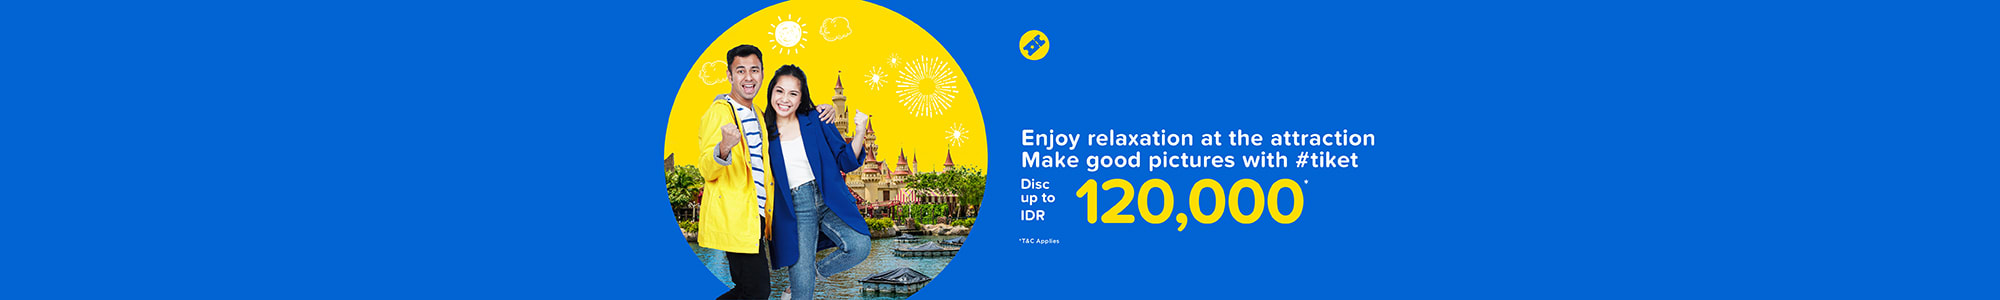 Enjoy relaxation at the attraction
Make good pictures with #tiket
Disc
up to
IDR
120,000*
*T&C Applies